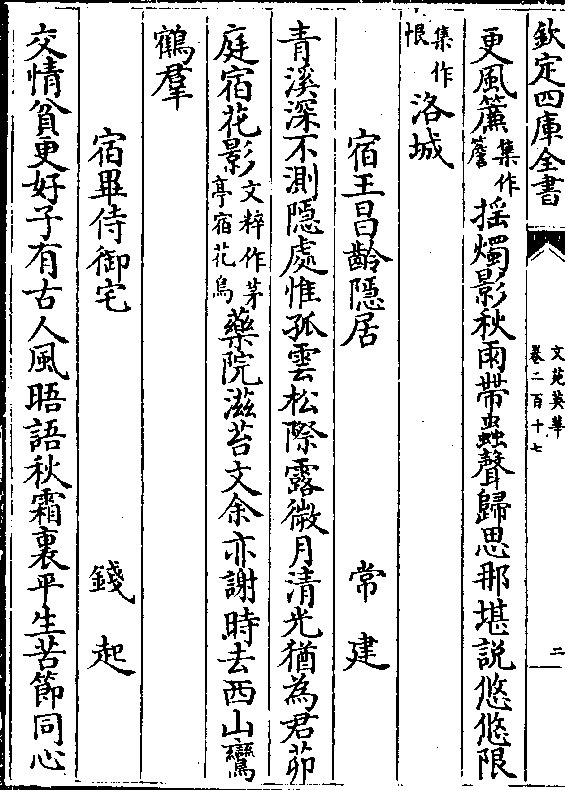 欽定四庫全書
文苑英華
卷二百十七
二
更風簾集作簷揺燭影秋雨帶蟲聲歸思那堪說悠悠限
集作恨洛城
宿王昌齡隱居
常建
青溪深不測隱處惟孤雲松際露微月清光猶為君茆
庭宿花影文粹作茅亭宿花鳥藥院滋苔文余亦謝時去西山鸞
鶴羣
宿畢侍御宅
錢起
交情貧更好子有古人風晤語秋霜裏平生苦節同心